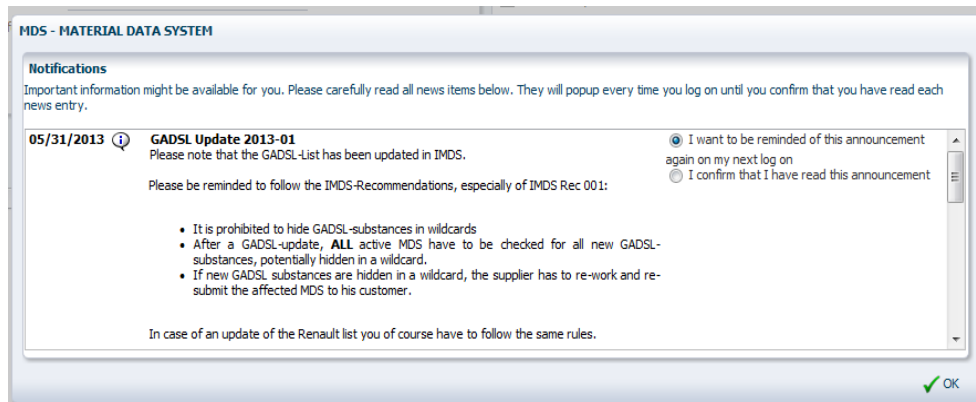 MDS - MATERIAL DATA SYSTEM
Notifications
Important information might be available for you. Please carefully read all news items below. They will popup every time you log on until you confirm that you have read each
news entry.
05/31/2013 GADSL Update 2013-01
Please note that the GADSL-List has been updated in IMDS.
Please be reminded to follow the IMDS-Recommendations, especially of IMDS Rec 001:
• It is prohibited to hide GADSL-substances in wildcards
• After a GADSL-update, ALL active MDS have to be checked for all new GADSL-
substances, potentially hidden in a wildcard.
• If new GADSL substances are hidden in a wildcard, the supplier has to re-work and re-
submit the affected MDS to his customer.
In case of an update of the Renault list you of course have to follow the same rules.
I want to be reminded of this announcement
again on my next log on
I confirm that I have read this announcement
OK